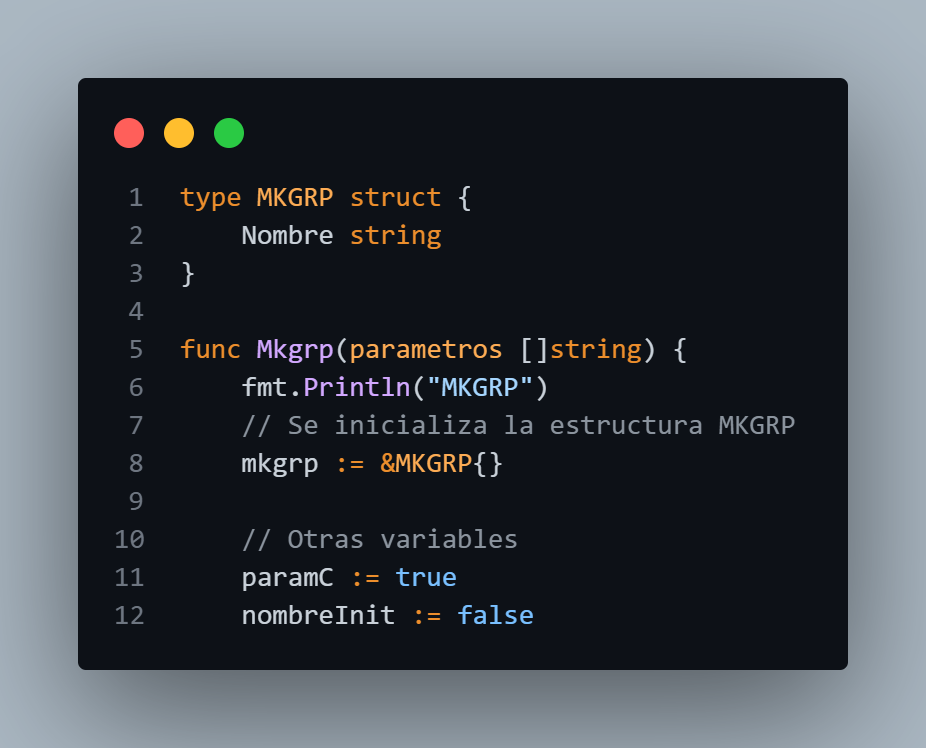 1 type MKGRP struct {
2     Nombre string
3 }
4
5 func Mkgrp(parametros []string) {
6     fmt.Println("MKGRP")
7     // Se inicializa la estructura MKGRP
8     mkgrp := &MKGRP{}
9
10     // Otras variables
11     paramC := true
12     nombreInit := false